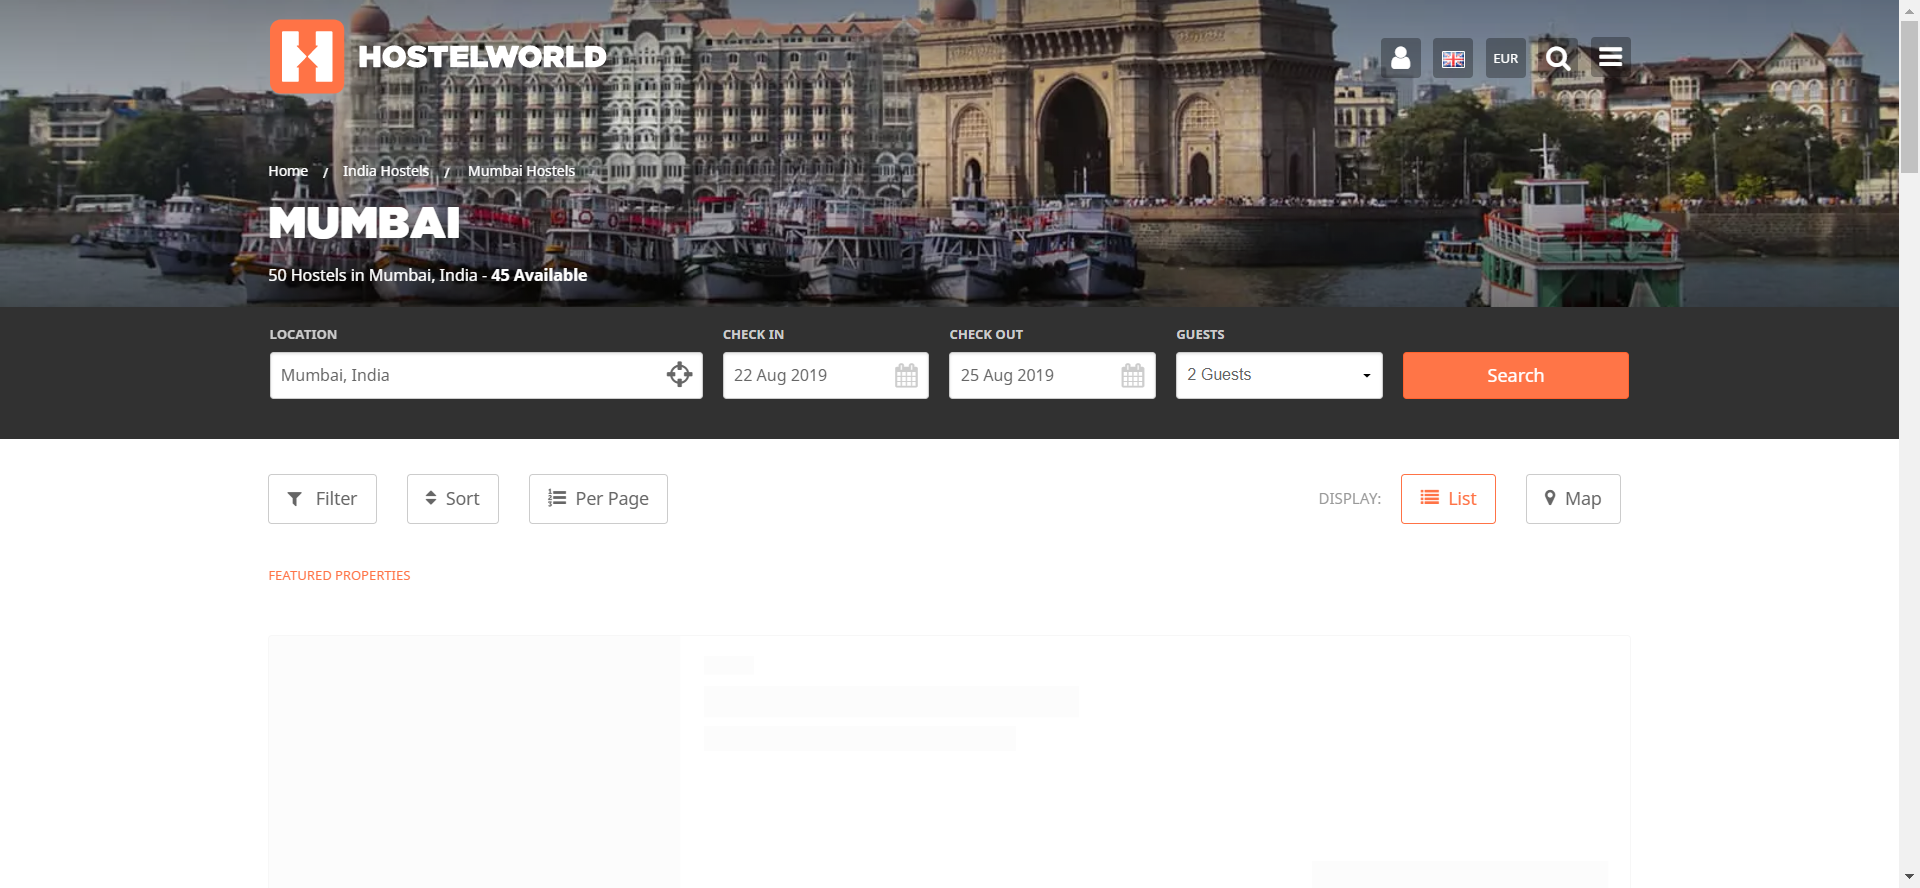 HOSTELWORLD
EUR
Home / India Hostels / Mumbai Hostels
MUMBAI
50 Hostels in Mumbai, India - 45 Available
LOCATION
CHECK IN
CHECK OUT
GUESTS
Mumbai, India
22 Aug 2019
25 Aug 2019
2 Guests
Search
Filter
Sort
Per Page
DISPLAY:
List
Map
FEATURED PROPERTIES